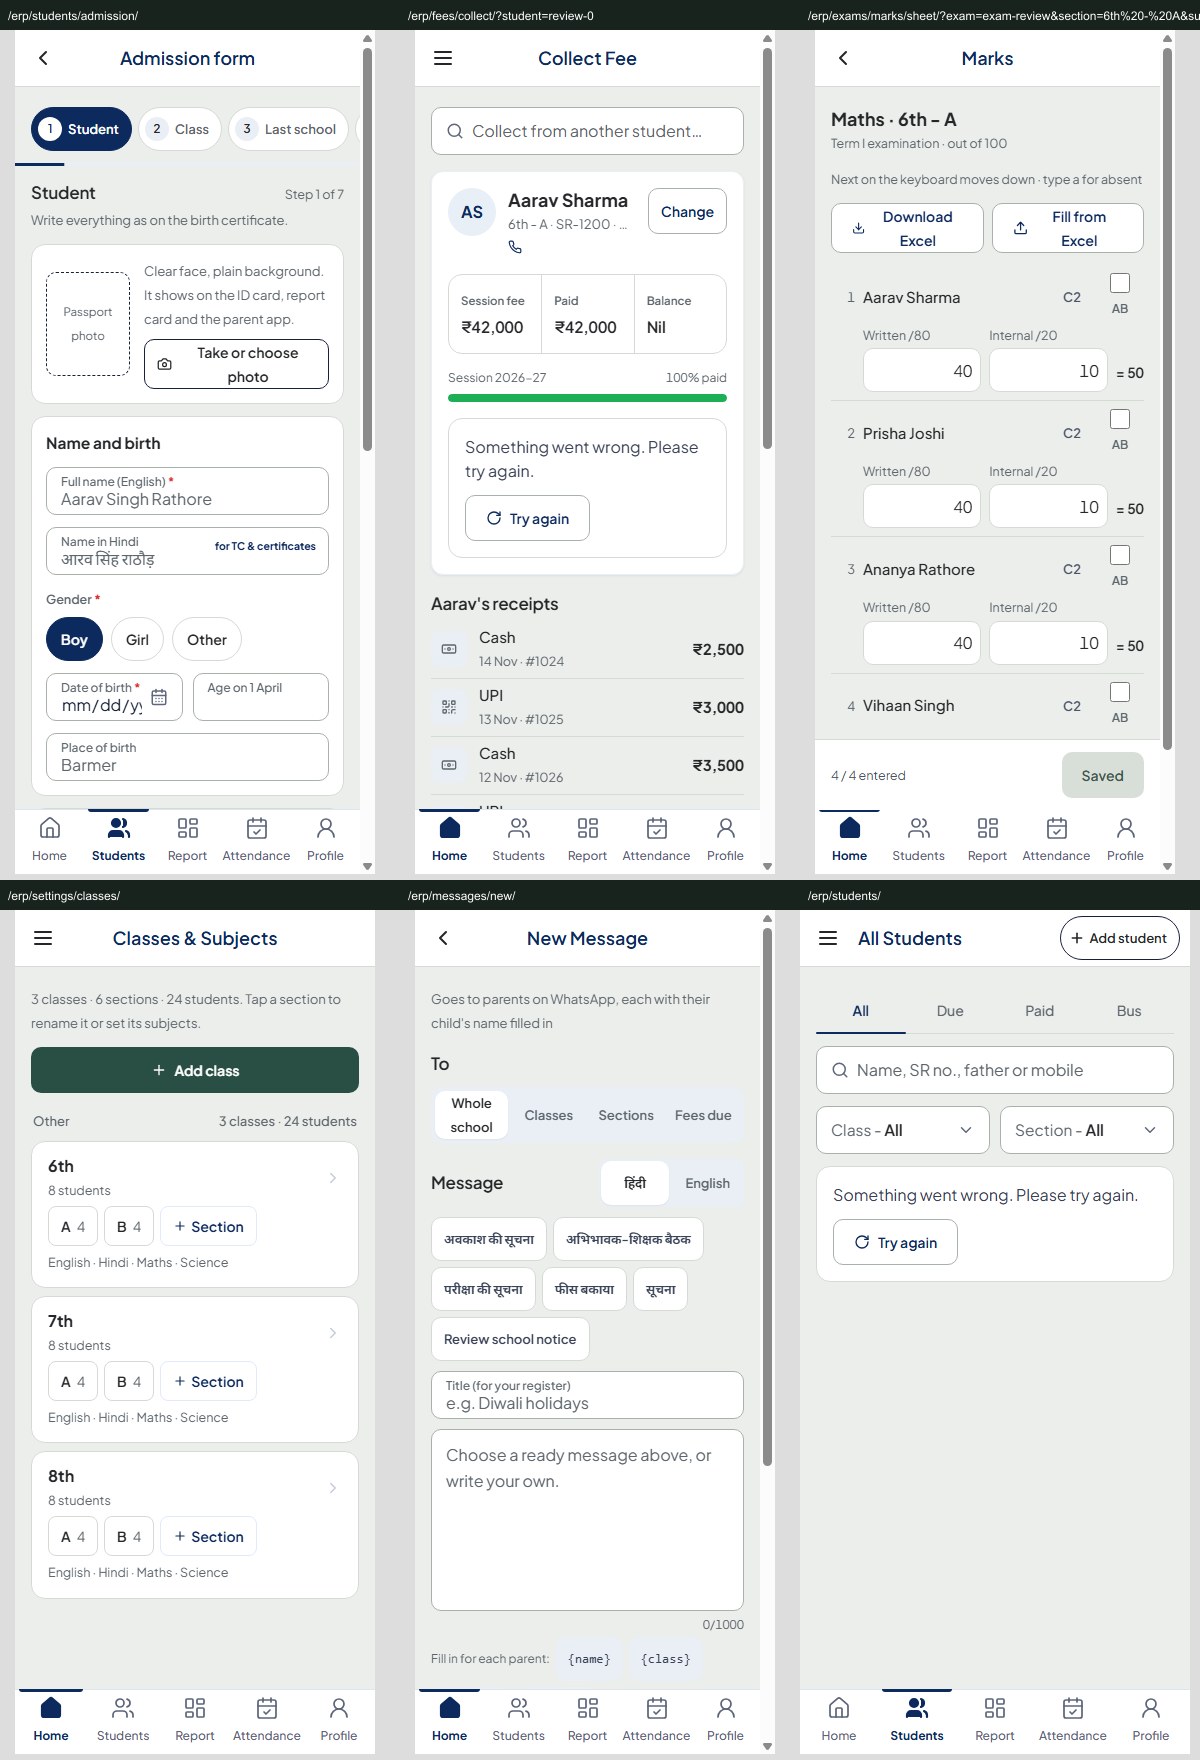 /erp/students/admission/
Admission form
1 Student
2 Class
3 Last school
Student
Step 1 of 7
Write everything as on the birth certificate.
Passport
photo
Clear face, plain background.
It shows on the ID card, report
card and the parent app.
Take or choose
photo
Name and birth
Full name (English) *
Aarav Singh Rathore
Name in Hindi
आरव सिंह राठौड़
for TC & certificates
Gender *
Boy
Girl
Other
Date of birth *
mm/dd/yy
Age on 1 April
Place of birth
Barmer
Home
Students
Report
Attendance
Profile
/erp/fees/collect/?student=review-0
Collect Fee
Collect from another student...
AS
Aarav Sharma
6th - A · SR-1200 · ...
Change
Session fee
₹42,000
Paid
₹42,000
Balance
Nil
Session 2026–27
100% paid
Something went wrong. Please
try again.
Try again
Aarav's receipts
Cash
14 Nov · #1024
₹2,500
UPI
13 Nov · #1025
₹3,000
Cash
12 Nov · #1026
₹3,500
UPI
Home
Students
Report
Attendance
Profile
/erp/exams/marks/sheet/?exam=exam-review&section=6th%20-%20A&su
Marks
Maths · 6th - A
Term I examination · out of 100
Next on the keyboard moves down · type a for absent
Download
Excel
Fill from
Excel
1 Aarav Sharma C2
AB
Written /80 Internal /20
40 10 = 50
2 Prisha Joshi C2
AB
Written /80 Internal /20
40 10 = 50
3 Ananya Rathore C2
AB
Written /80 Internal /20
40 10 = 50
4 Vihaan Singh C2
AB
4 / 4 entered
Saved
Home
Students
Report
Attendance
Profile
/erp/settings/classes/
Classes & Subjects
3 classes · 6 sections · 24 students. Tap a section to
rename it or set its subjects.
+ Add class
Other
3 classes · 24 students
6th
8 students
A 4
B 4
+ Section
English · Hindi · Maths · Science
7th
8 students
A 4
B 4
+ Section
English · Hindi · Maths · Science
8th
8 students
A 4
B 4
+ Section
English · Hindi · Maths · Science
Home
Students
Report
Attendance
Profile
/erp/messages/new/
New Message
Goes to parents on WhatsApp, each with their
child's name filled in
To
Whole
school
Classes
Sections
Fees due
Message
हिंदी
English
अवकाश की सूचना
अभिभावक-शिक्षक बैठक
परीक्षा की सूचना
फीस बकाया
सूचना
Review school notice
Title (for your register)
e.g. Diwali holidays
Choose a ready message above, or
write your own.
0/1000
Fill in for each parent:
{name}
{class}
Home
Students
Report
Attendance
Profile
/erp/students/
All Students
+ Add student
All
Due
Paid
Bus
Name, SR no., father or mobile
Class - All
Section - All
Something went wrong. Please try again.
Try again
Home
Students
Report
Attendance
Profile